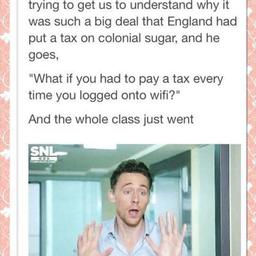 trying to get us to understand why it
was such a big deal that England had
put a tax on colonial sugar, and he
goes,
"What if you had to pay a tax every
time you logged onto wifi?"
And the whole class just went
SNL